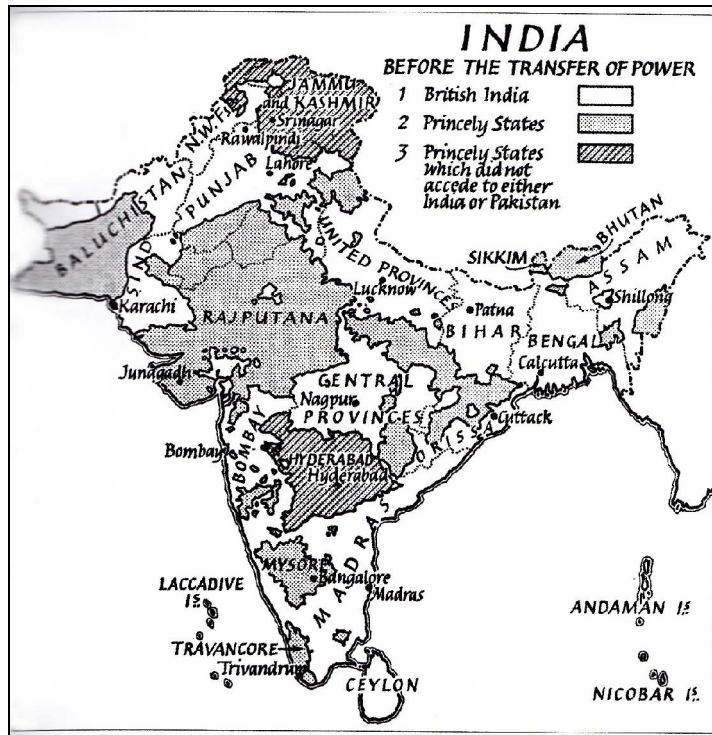 INDIA
BEFORE THE TRANSFER OF POWER
1 British India
2 Princely States
3 Princely States
which did not
accede to either
India or Pakistan
JAMMU
and KASHMIR
Srinagar
N.W.F.P.
Rawalpindi
Lahore
PUNJAB
BALUCHISTAN
SIND
Karachi
RAJPUTANA
UNITED PROVINCES
Lucknow
SIKKIM
BHUTAN
ASSAM
Shillong
Patna
BIHAR
BENGAL
Calcutta
Junagadh
CENTRAL
Nagpur
PROVINCES
ORISSA
Cuttack
BOMBAY
Bombay
HYDERABAD
Hyderabad
MYSORE
Bangalore
MADRAS
Madras
LACCADIVE
Is
TRAVANCORE
Trivandrum
CEYLON
ANDAMAN Is
NICOBAR Is